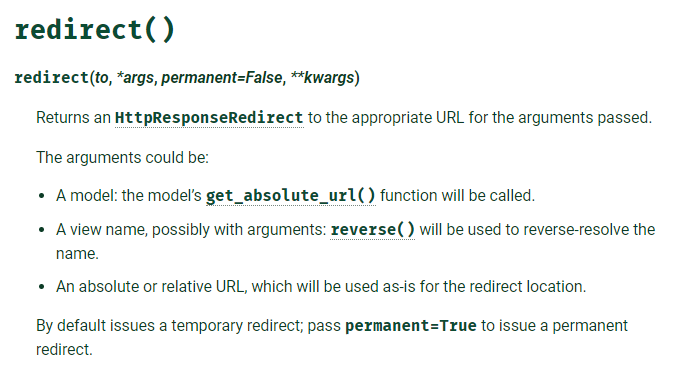 redirect()
redirect(to, *args, permanent=False, **kwargs)
Returns an HttpResponseRedirect to the appropriate URL for the arguments passed.
The arguments could be:
• A model: the model’s get_absolute_url() function will be called.
• A view name, possibly with arguments: reverse() will be used to reverse-resolve the
name.
• An absolute or relative URL, which will be used as-is for the redirect location.
By default issues a temporary redirect; pass permanent=True to issue a permanent
redirect.